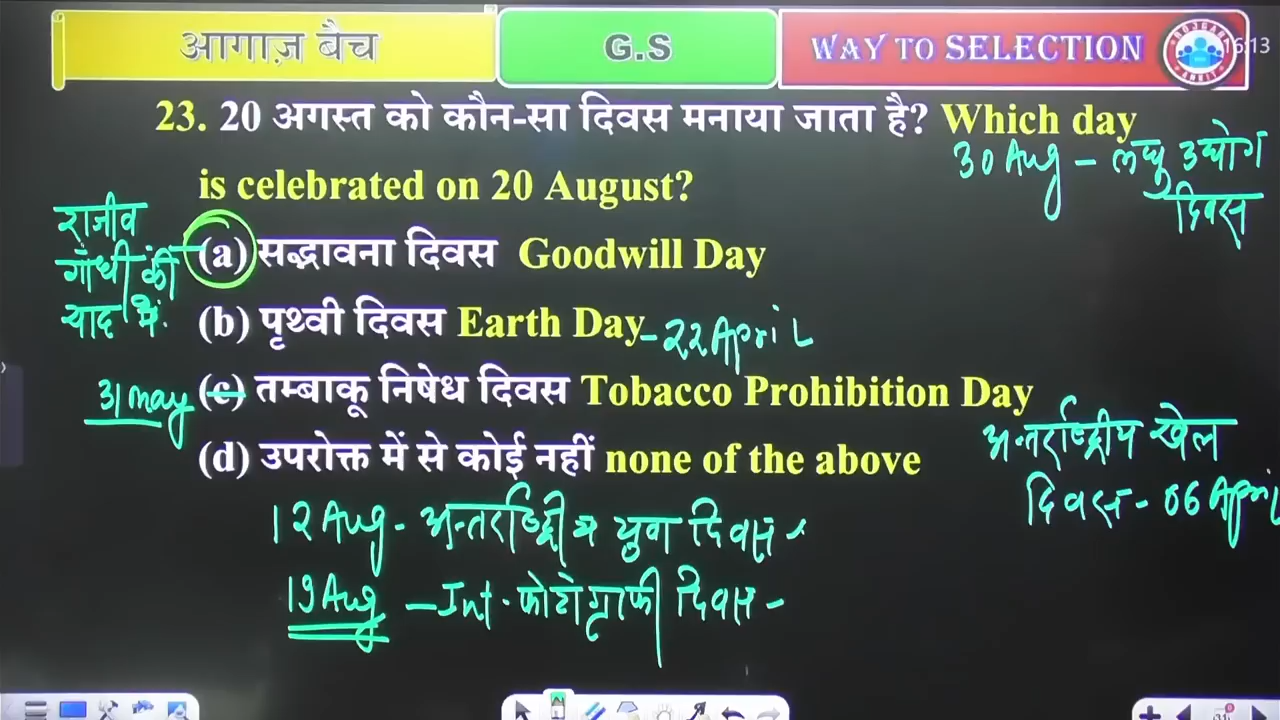 आगाज़ बैच
G.S
WAY TO SELECTION
16:13
23. 20 अगस्त को कौन-सा दिवस मनाया जाता है? Which day
is celebrated on 20 August?
30 Aug – लघु उद्योग
दिवस
राजीव
गाँधी की
याद में.
(a) सद्भावना दिवस Goodwill Day
(b) पृथ्वी दिवस Earth Day – 22 April
31 may (c) तम्बाकू निषेध दिवस Tobacco Prohibition Day
(d) उपरोक्त में से कोई नहीं none of the above
अन्तर्राष्ट्रीय खेल
दिवस - 06 April
12 Aug - अन्तर्राष्ट्रीय युवा दिवस -
19 Aug – Int. फोटोग्राफी दिवस -